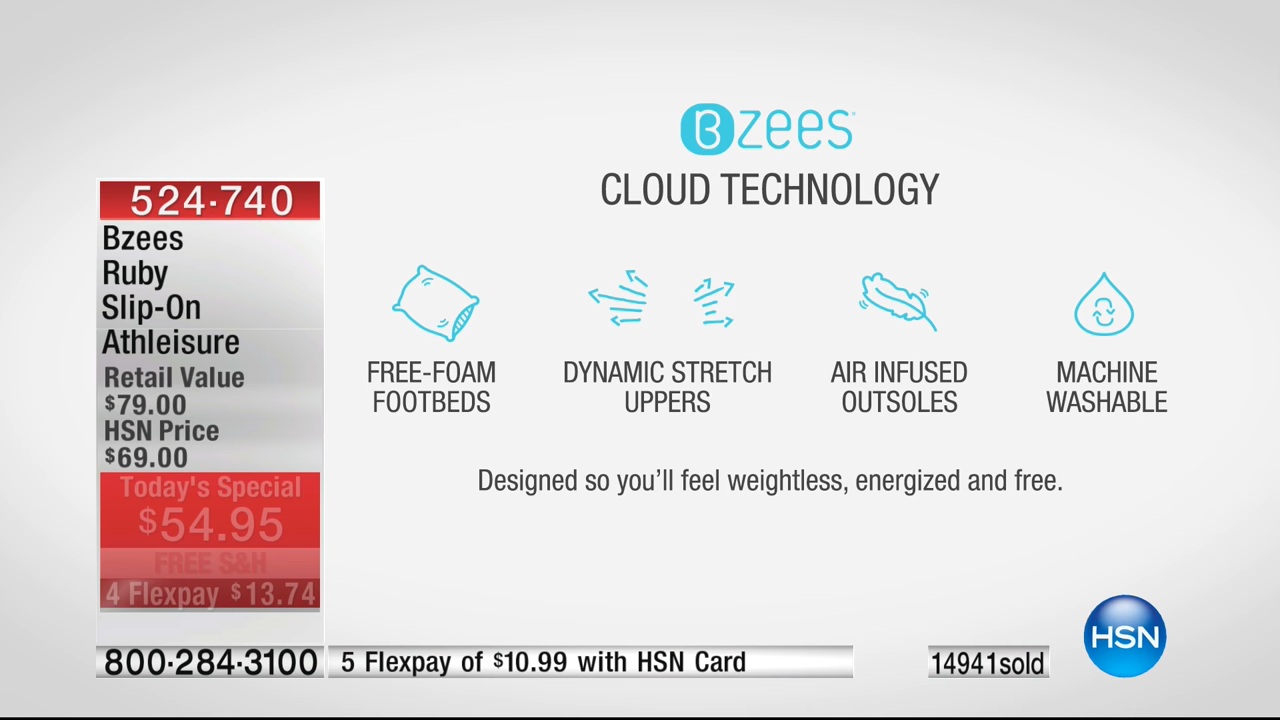 Bzees
CLOUD TECHNOLOGY
524·740
Bzees
Ruby
Slip-On
Athleisure
Retail Value
$79.00
HSN Price
$69.00
Today's Special
$54.95
FREE S&H
4 Flexpay $13.74
FREE-FOAM
FOOTBEDS
DYNAMIC STRETCH
UPPERS
AIR INFUSED
OUTSOLES
MACHINE
WASHABLE
Designed so you'll feel weightless, energized and free.
800·284·3100
5 Flexpay of $10.99 with HSN Card
14941sold
HSN